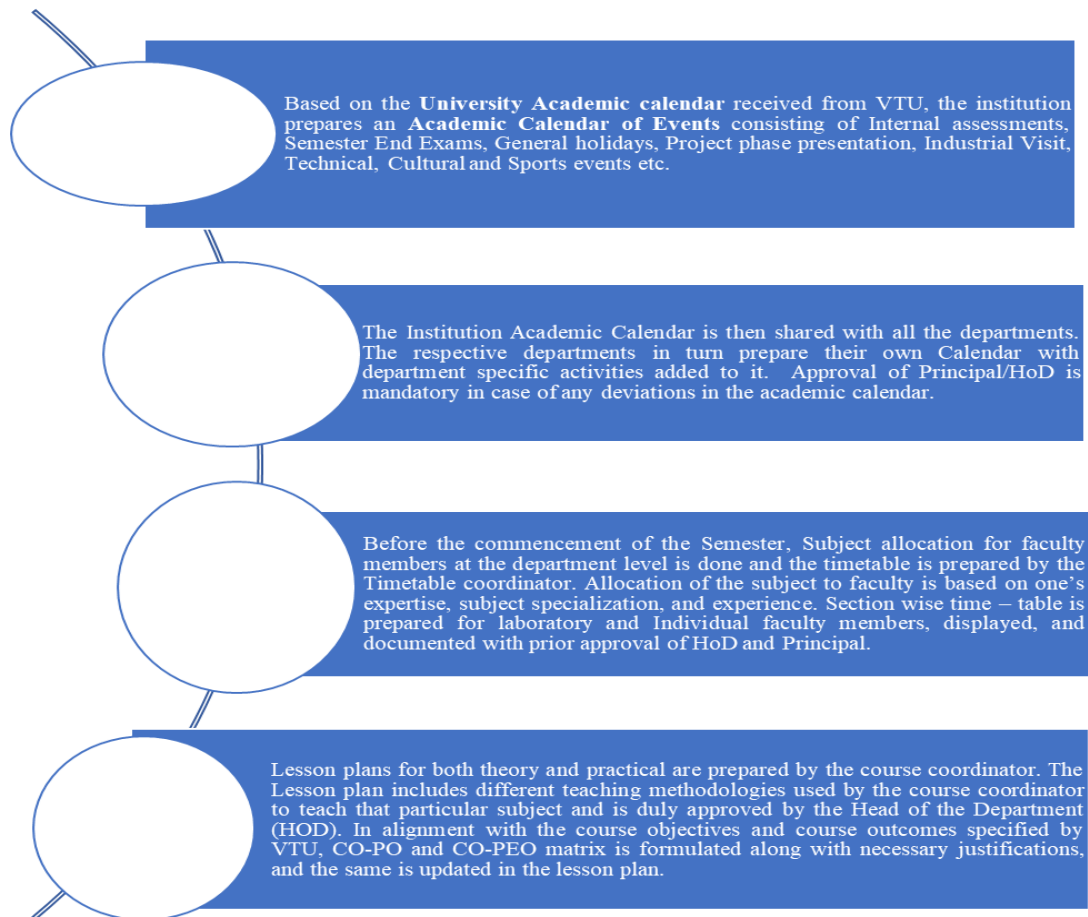 Based on the University Academic calendar received from VTU, the institution
prepares an Academic Calendar of Events consisting of Internal assessments,
Semester End Exams, General holidays, Project phase presentation, Industrial Visit,
Technical, Cultural and Sports events etc.
The Institution Academic Calendar is then shared with all the departments.
The respective departments in turn prepare their own Calendar with
department specific activities added to it. Approval of Principal/HoD is
mandatory in case of any deviations in the academic calendar.
Before the commencement of the Semester, Subject allocation for faculty
members at the department level is done and the timetable is prepared by the
Timetable coordinator. Allocation of the subject to faculty is based on one's
expertise, subject specialization, and experience. Section wise time – table is
prepared for laboratory and Individual faculty members, displayed, and
documented with prior approval of HoD and Principal.
Lesson plans for both theory and practical are prepared by the course coordinator. The
Lesson plan includes different teaching methodologies used by the course coordinator
to teach that particular subject and is duly approved by the Head of the Department
(HOD). In alignment with the course objectives and course outcomes specified by
VTU, CO-PO and CO-PEO matrix is formulated along with necessary justifications,
and the same is updated in the lesson plan.